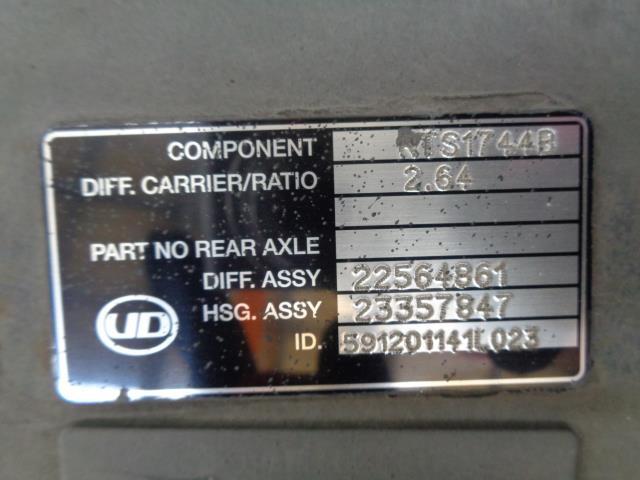 COMPONENT RTS1744B
DIFF. CARRIER/RATIO 2.64
PART NO REAR AXLE
DIFF. ASSY 22564861
HSG. ASSY 23357847
UD
ID. 591201141L023